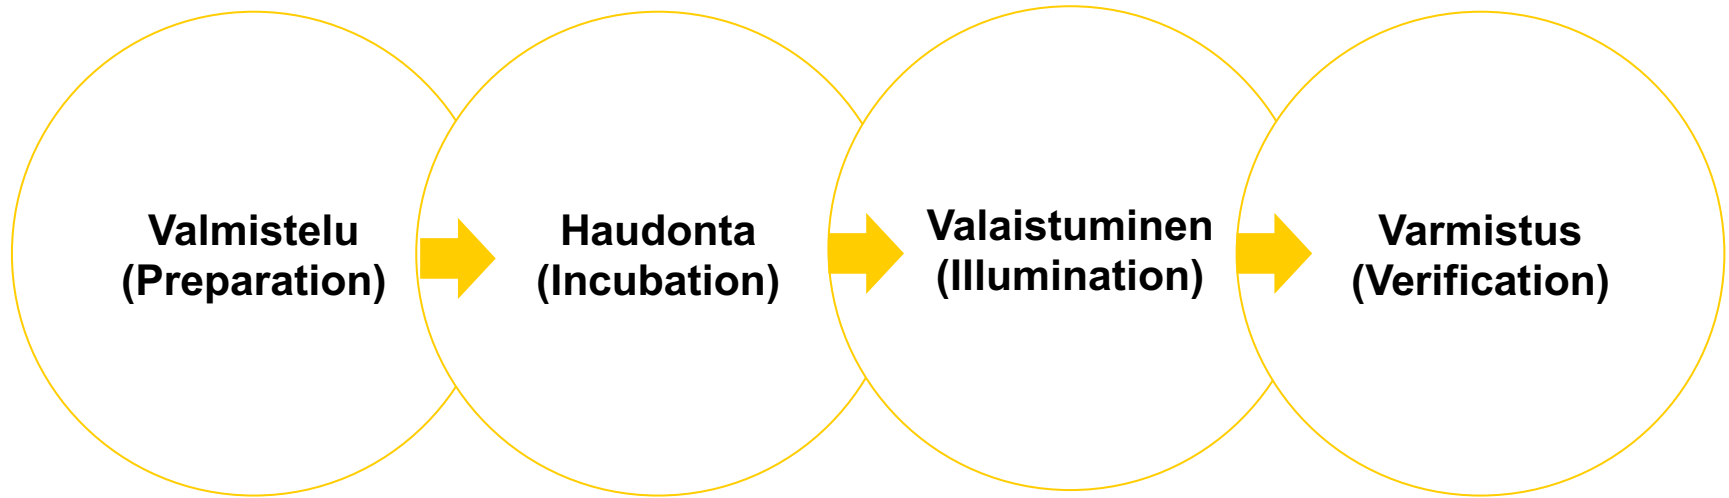 Valmistelu
(Preparation)
Haudonta
(Incubation)
Valaistuminen
(Illumination)
Varmistus
(Verification)